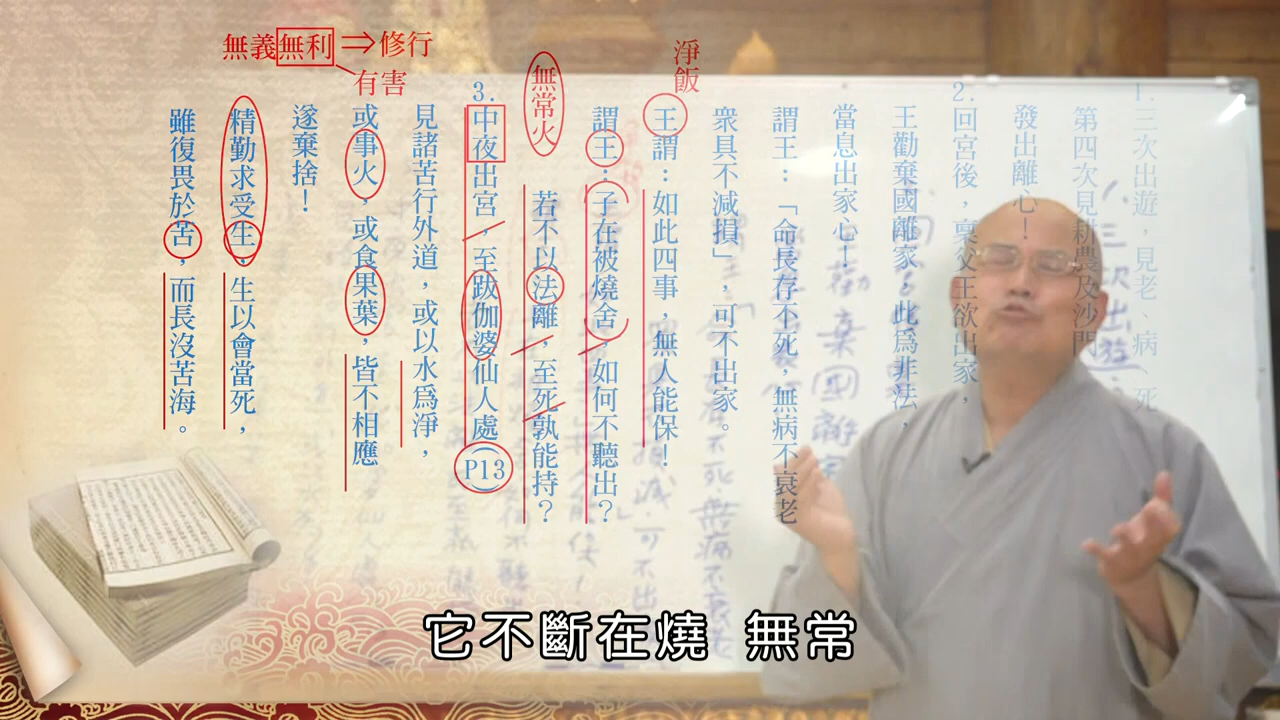 1.三次出遊，見老、病、死
第四次見耕農及沙門
發出離心！
2.回宮後，稟父王欲出家，
王勸棄國離家，此為非法，
當息出家心！
謂王：「命長存不死，無病不衰老
眾具不減損」，可不出家。
淨飯
王謂：如此四事，無人能保！
謂王：子在被燒舍，如何不聽出？
無常火
若不以法離，至死孰能持？
3.中夜出宮，至跋伽婆仙人處(P13)
見諸苦行外道，或以水為淨，
或事火，或食果葉，皆不相應
遂棄捨！
無義無利⇒修行
有害
精勤求受生，生以會當死，
雖復畏於苦，而長沒苦海。
它不斷在燒 無常